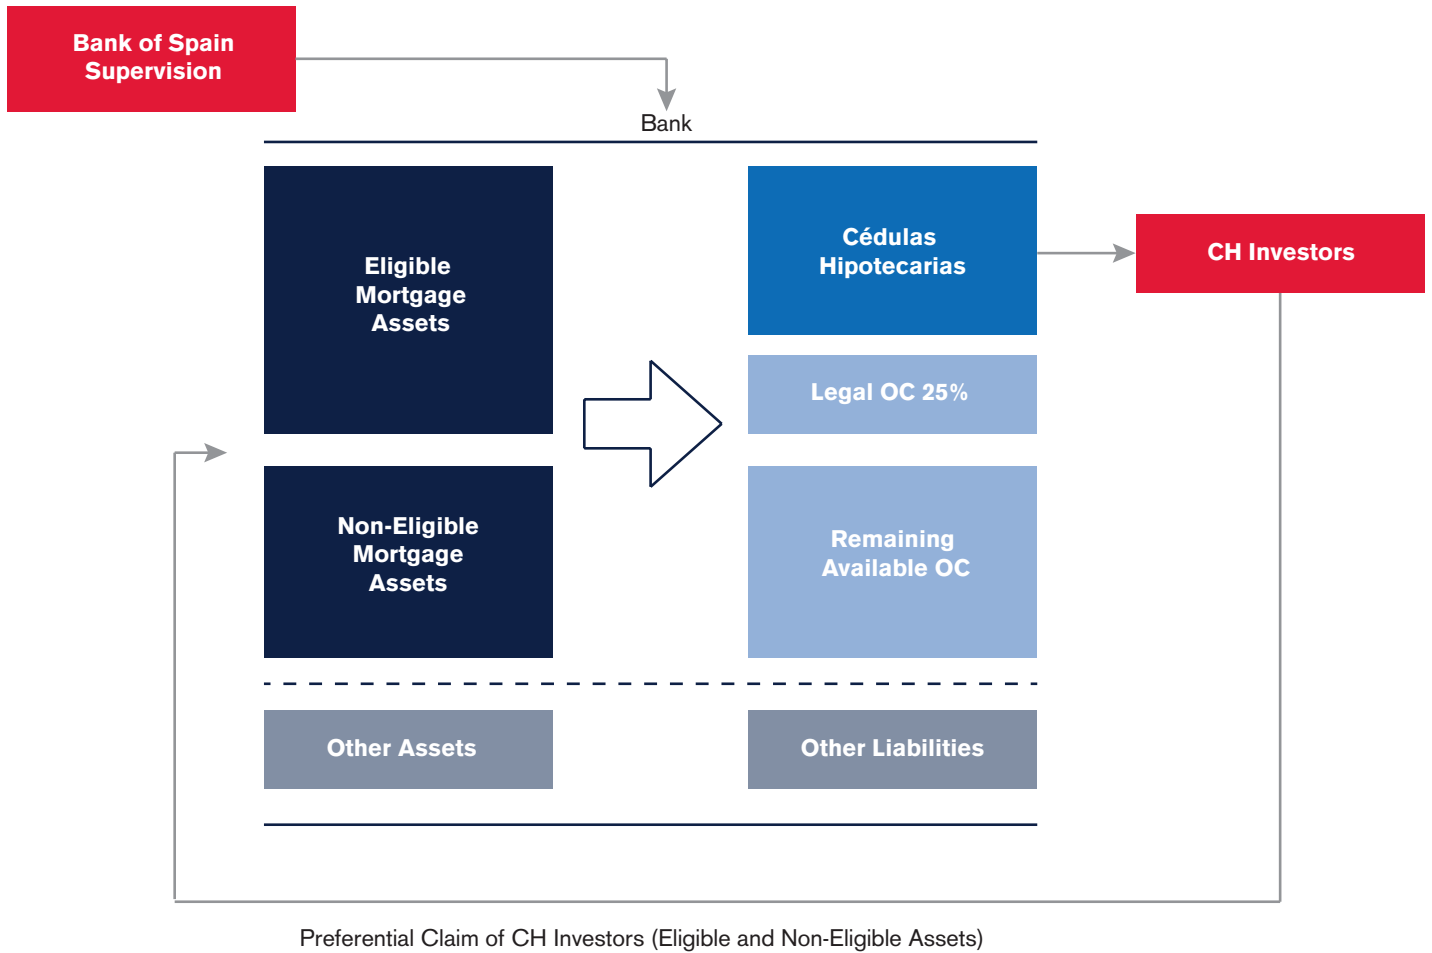 Bank of Spain
Supervision
Bank
Eligible
Mortgage
Assets
Cédulas
Hipotecarias
CH Investors
Legal OC 25%
Non-Eligible
Mortgage
Assets
Remaining
Available OC
Other Assets
Other Liabilities
Preferential Claim of CH Investors (Eligible and Non-Eligible Assets)